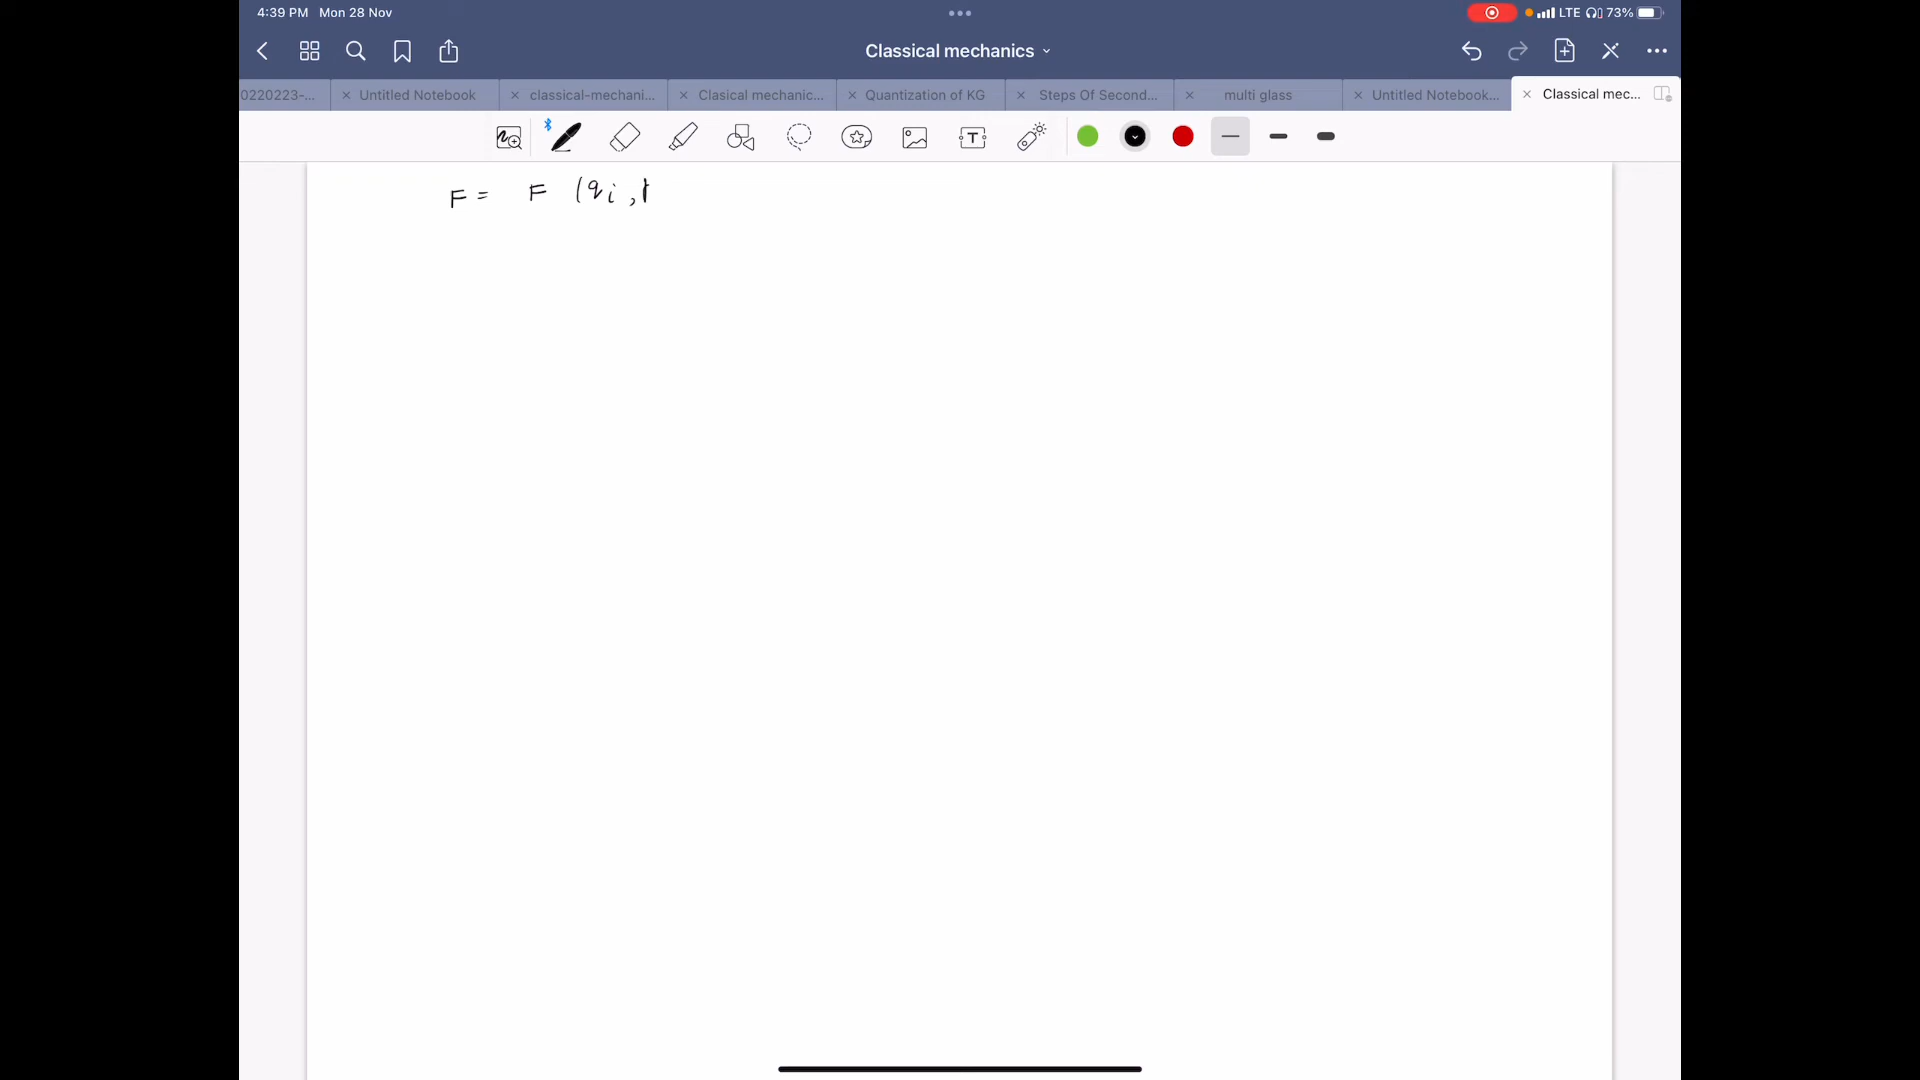 4:39 PM Mon 28 Nov
LTE 73%
Classical mechanics
0220223-... Untitled Notebook classical-mechani... Clasical mechanic... Quantization of KG Steps Of Second... multi glass Untitled Notebook... Classical mec...
T
F = F (qi ,